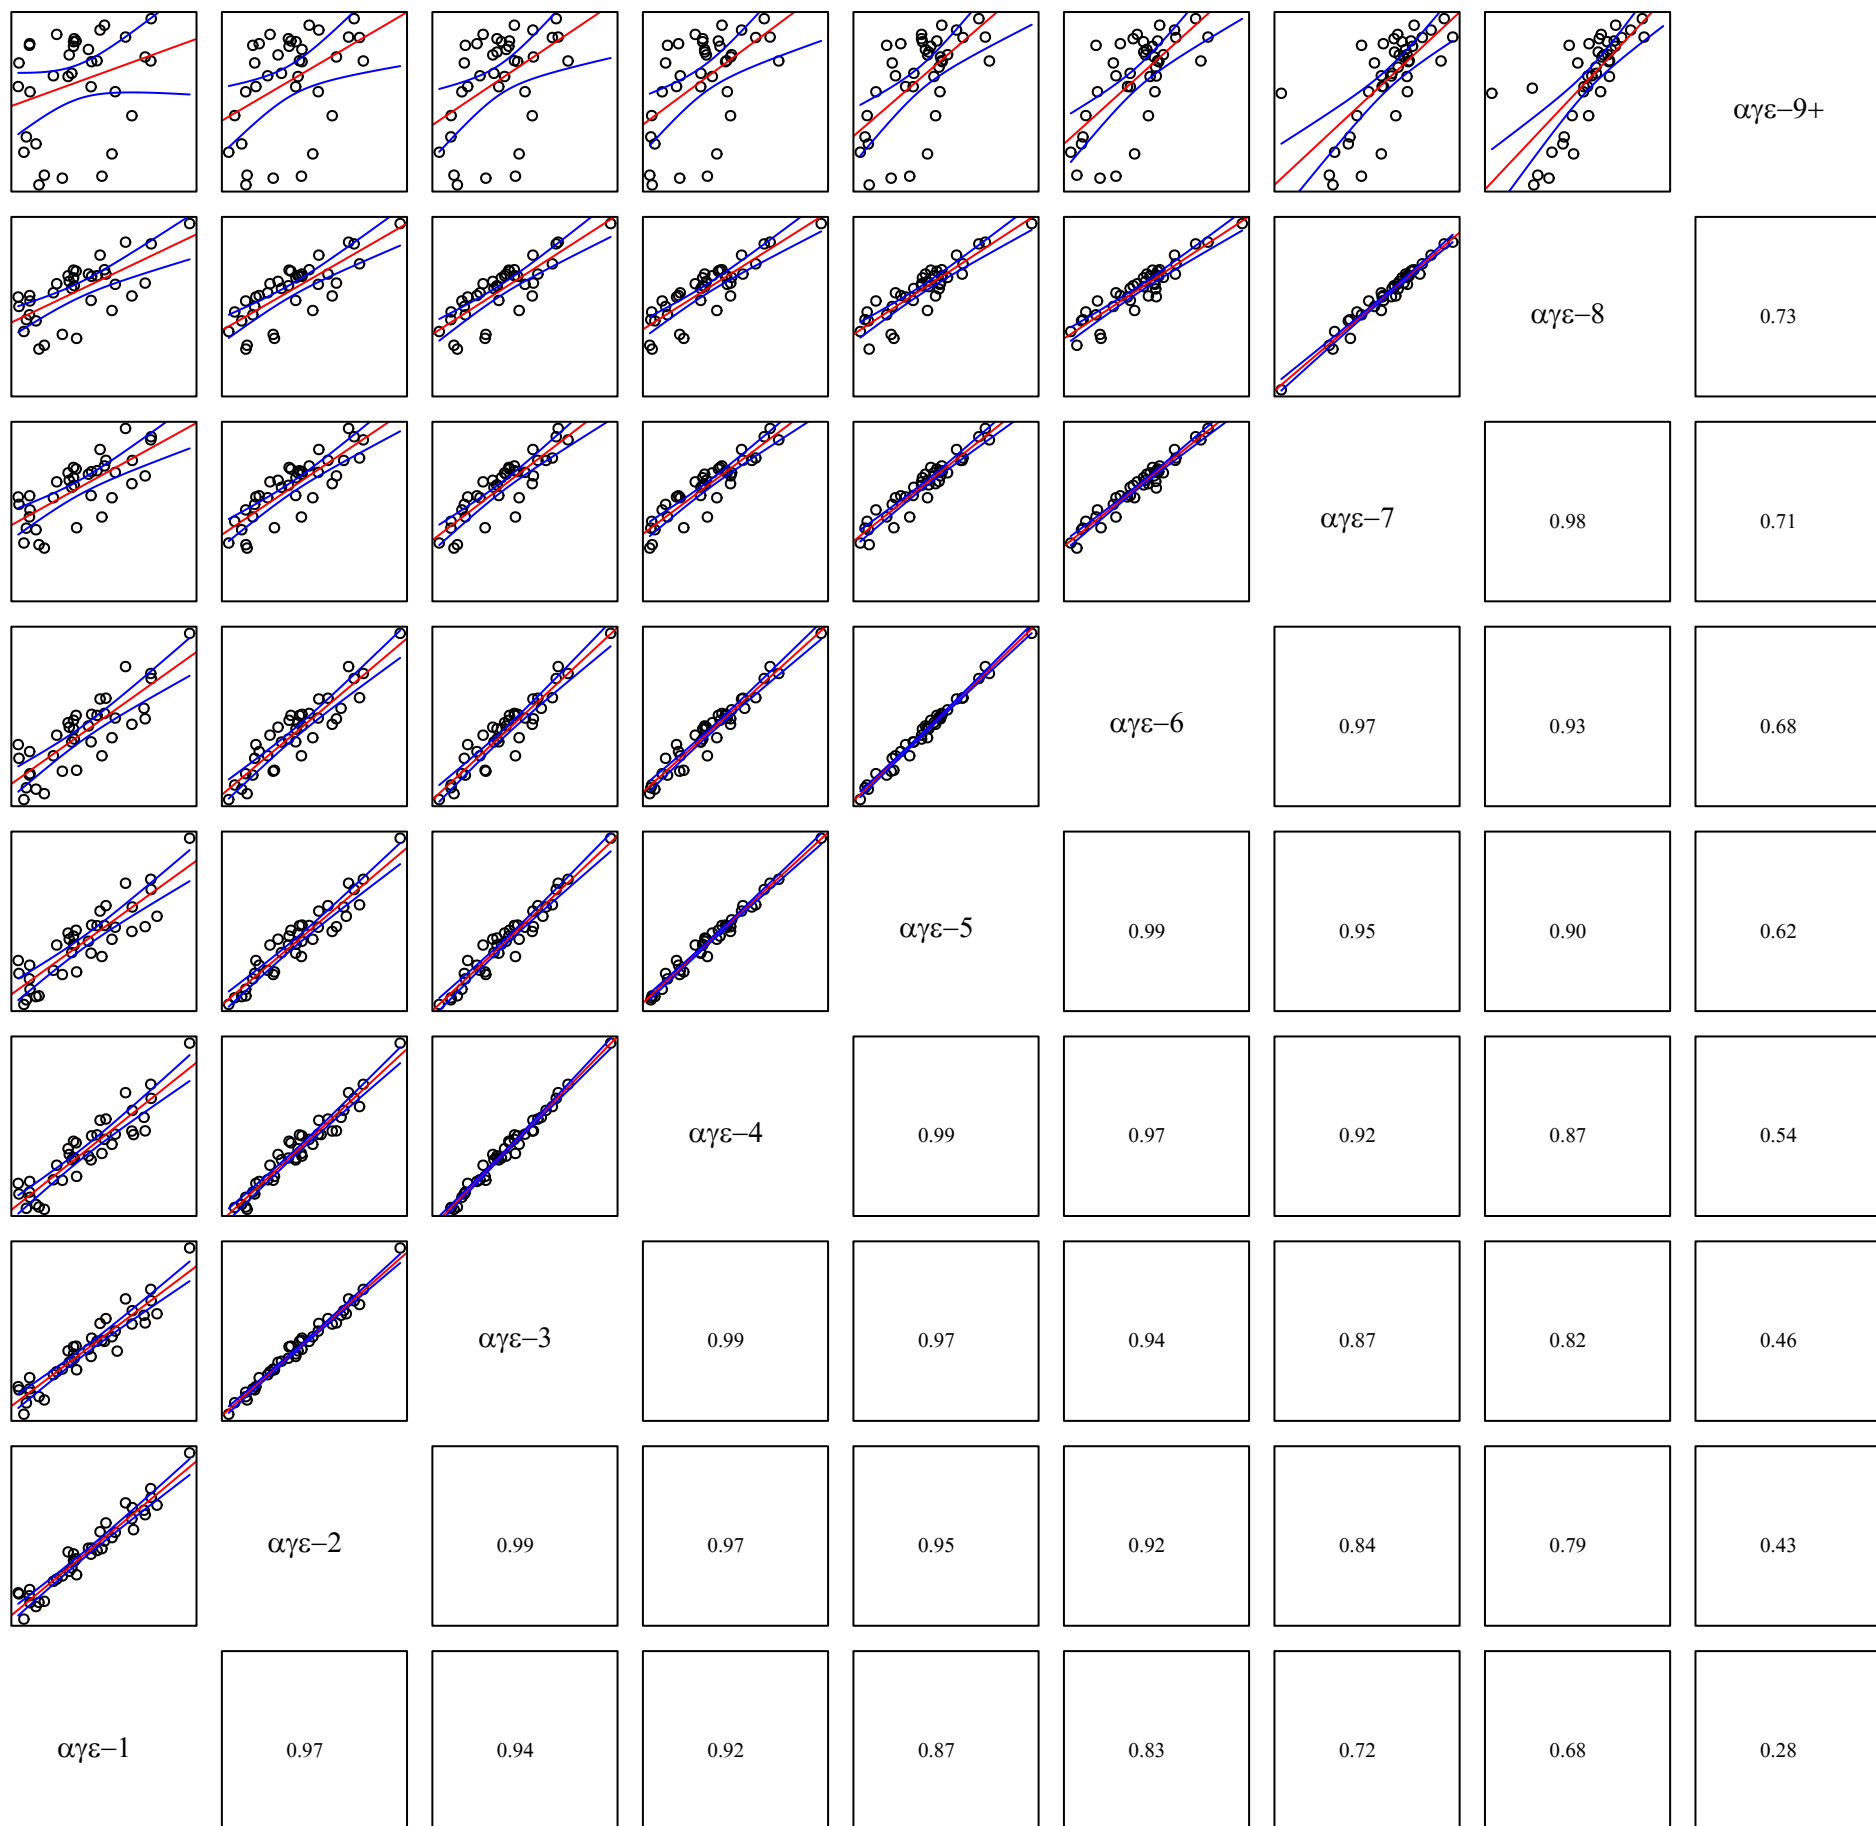 αγε−9+
αγε−8 0.73
αγε−7 0.98 0.71
αγε−6 0.97 0.93 0.68
αγε−5 0.99 0.95 0.90 0.62
αγε−4 0.99 0.97 0.92 0.87 0.54
αγε−3 0.99 0.97 0.94 0.87 0.82 0.46
αγε−2 0.99 0.97 0.95 0.92 0.84 0.79 0.43
αγε−1 0.97 0.94 0.92 0.87 0.83 0.72 0.68 0.28